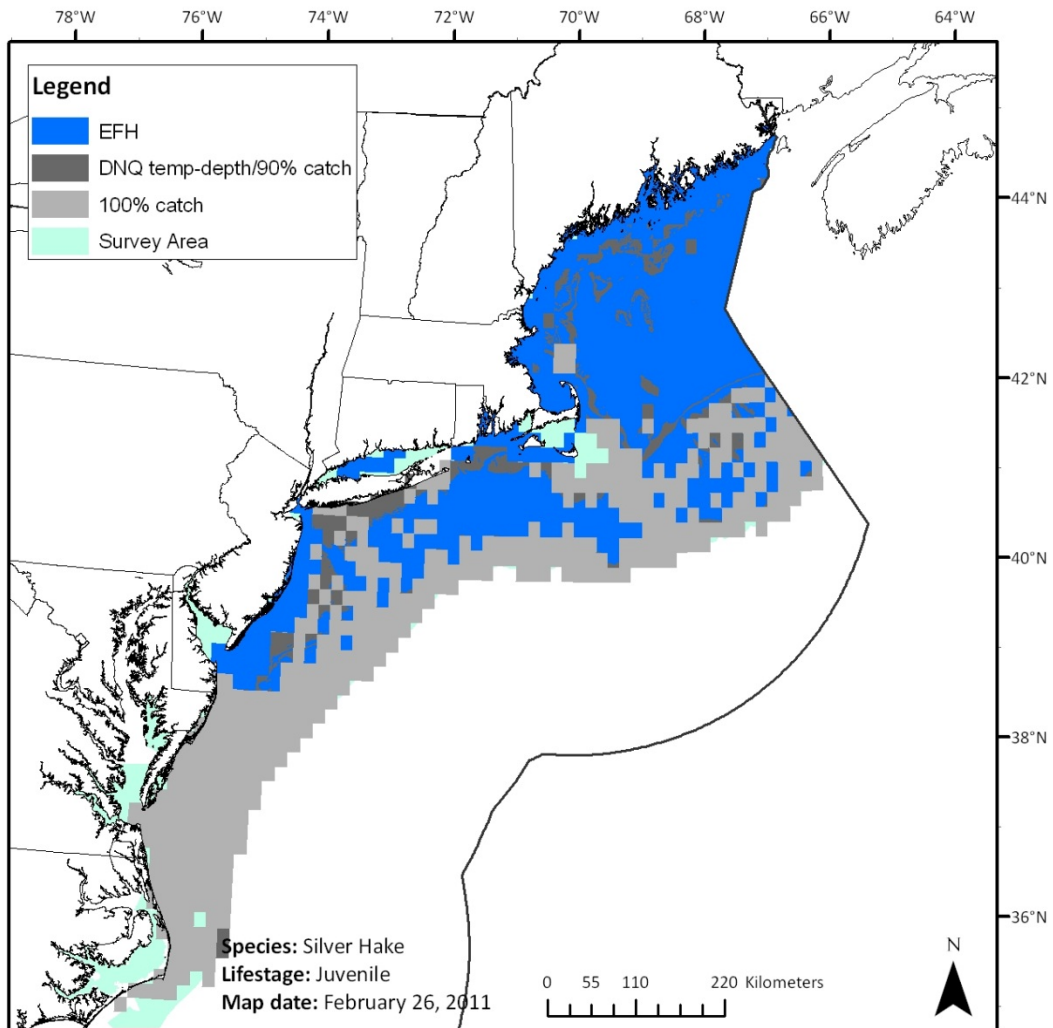 78°W 76°W 74°W 72°W 70°W 68°W 66°W 64°W
Legend
EFH
DNQ temp-depth/90% catch
100% catch
Survey Area
44°N
42°N
40°N
38°N
36°N
Species: Silver Hake
Lifestage: Juvenile
Map date: February 26, 2011
0 55 110 220 Kilometers
N